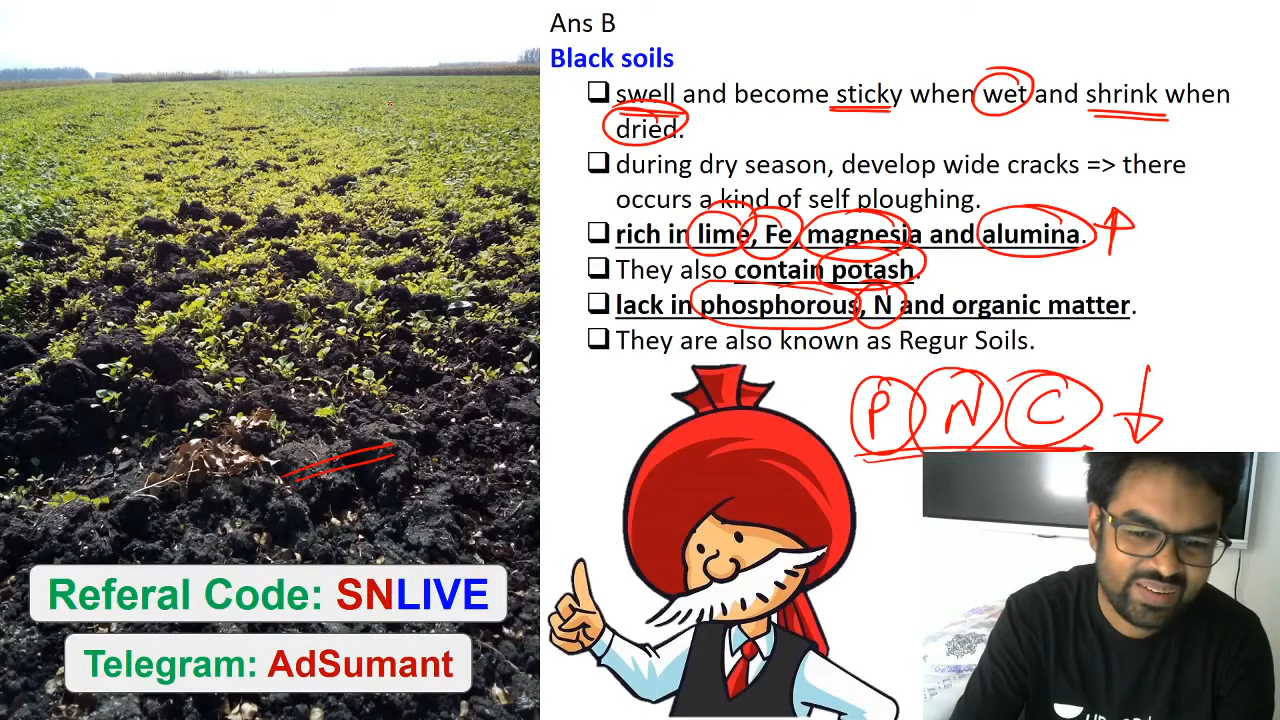 Ans B
Black soils
swell and become sticky when wet and shrink when
dried.
during dry season, develop wide cracks => there
occurs a kind of self ploughing.
rich in lime, Fe, magnesia and alumina.
They also contain potash.
lack in phosphorous, N and organic matter.
They are also known as Regur Soils.
P N C
Referal Code: SNLIVE
Telegram: AdSumant